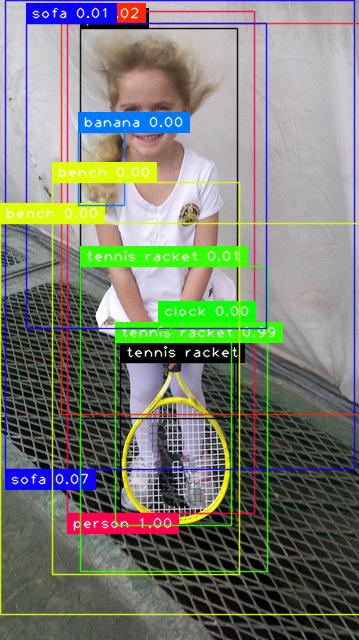 sofa 0.01
.02
banana 0.00
bench 0.00
bench 0.00
tennis racket 0.01
clock 0.00
tennis racket 0.99
tennis racket
sofa 0.07
person 1.00